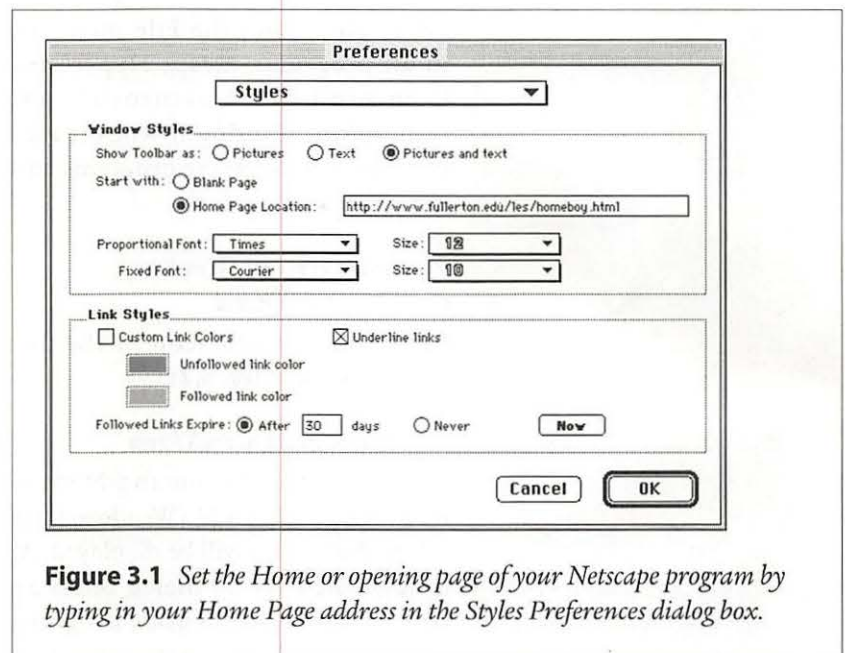 Preferences
Styles
Window Styles
Show Toolbar as: Pictures Text Pictures and text
Start with: Blank Page
Home Page Location: http://www.fullerton.edu/les/homeboy.html
Proportional Font: Times Size: 12
Fixed Font: Courier Size: 10
Link Styles
Custom Link Colors Underline links
Unfollowed link color
Followed link color
Followed Links Expire: After 30 days Never Now
Cancel OK
Figure 3.1 Set the Home or opening page of your Netscape program by
typing in your Home Page address in the Styles Preferences dialog box.